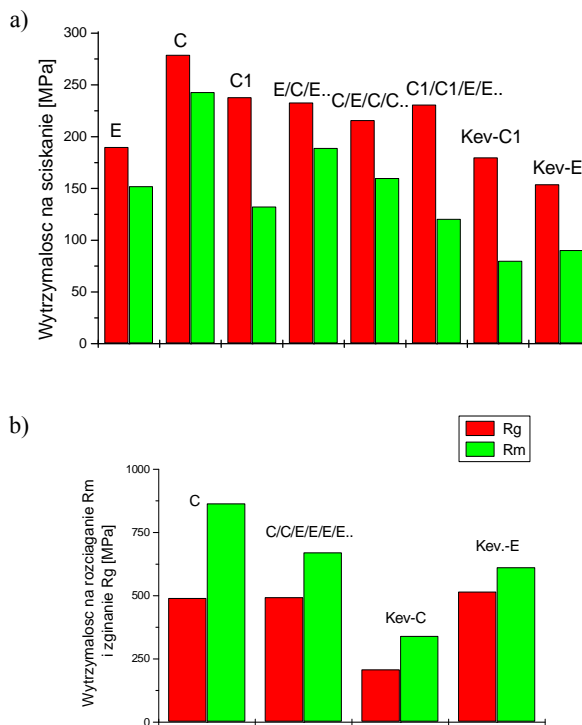 a)
300
250
200
150
100
50
0
Wytrzymalosc na sciskanie [MPa]
E
C
C1
E/C/E..
C/E/C/C..
C1/C1/E/E..
Kev-C1
Kev-E
b)
Rg
Rm
1000
750
500
250
0
Wytrzymalosc na rozciaganie Rm
i zginanie Rg [MPa]
C
C/C/E/E/E/E..
Kev-C
Kev.-E